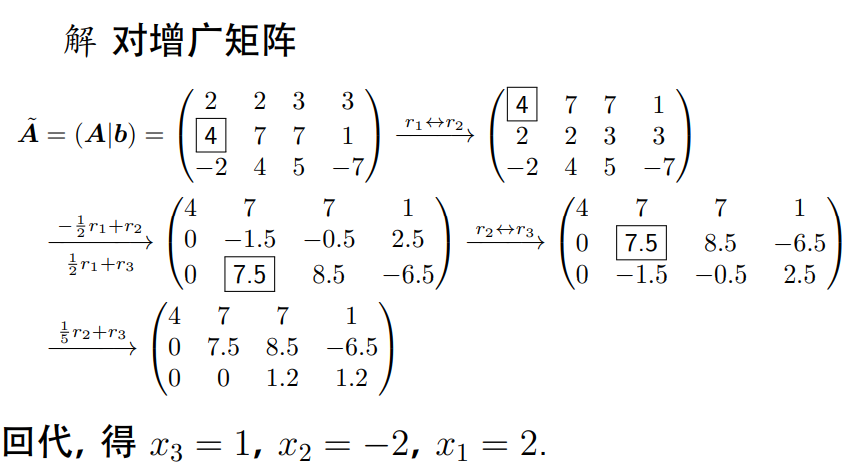 解 对增广矩阵
$\tilde{\boldsymbol{A}} = (\boldsymbol{A}|\boldsymbol{b}) = \begin{pmatrix} 2 & 2 & 3 & 3 \\ \boxed{4} & 7 & 7 & 1 \\ -2 & 4 & 5 & -7 \end{pmatrix} \xrightarrow{r_1 \leftrightarrow r_2} \begin{pmatrix} \boxed{4} & 7 & 7 & 1 \\ 2 & 2 & 3 & 3 \\ -2 & 4 & 5 & -7 \end{pmatrix}$
$\xrightarrow[\frac{1}{2}r_1+r_3]{-\frac{1}{2}r_1+r_2} \begin{pmatrix} 4 & 7 & 7 & 1 \\ 0 & -1.5 & -0.5 & 2.5 \\ 0 & \boxed{7.5} & 8.5 & -6.5 \end{pmatrix} \xrightarrow{r_2 \leftrightarrow r_3} \begin{pmatrix} 4 & 7 & 7 & 1 \\ 0 & \boxed{7.5} & 8.5 & -6.5 \\ 0 & -1.5 & -0.5 & 2.5 \end{pmatrix}$
$\xrightarrow{\frac{1}{5}r_2+r_3} \begin{pmatrix} 4 & 7 & 7 & 1 \\ 0 & 7.5 & 8.5 & -6.5 \\ 0 & 0 & 1.2 & 1.2 \end{pmatrix}$
回代, 得 $x_3 = 1$, $x_2 = -2$, $x_1 = 2$.